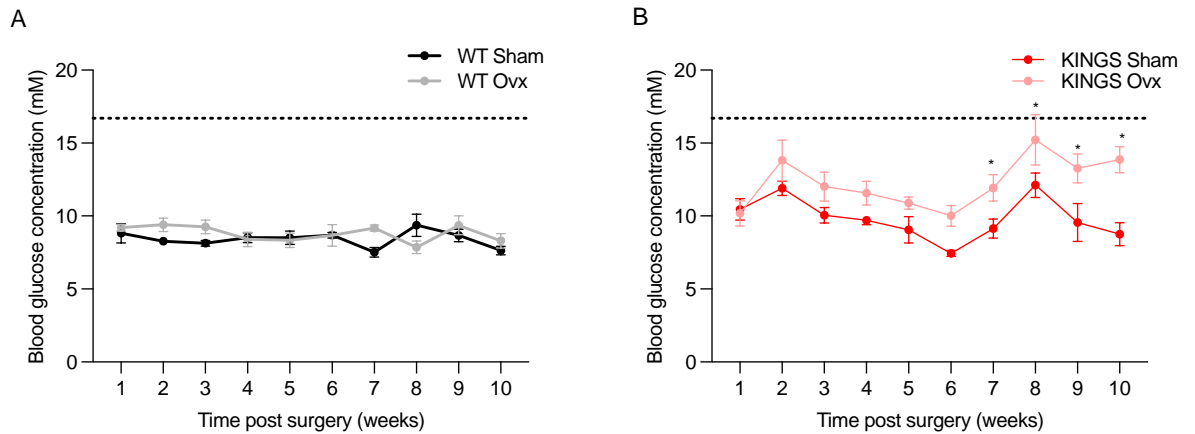 A
WT Sham
WT Ovx
20
15
10
5
0
Blood glucose concentration (mM)
1 2 3 4 5 6 7 8 9 10
Time post surgery (weeks)
B
KINGS Sham
KINGS Ovx
20
15
10
5
0
Blood glucose concentration (mM)
* * * *
1 2 3 4 5 6 7 8 9 10
Time post surgery (weeks)